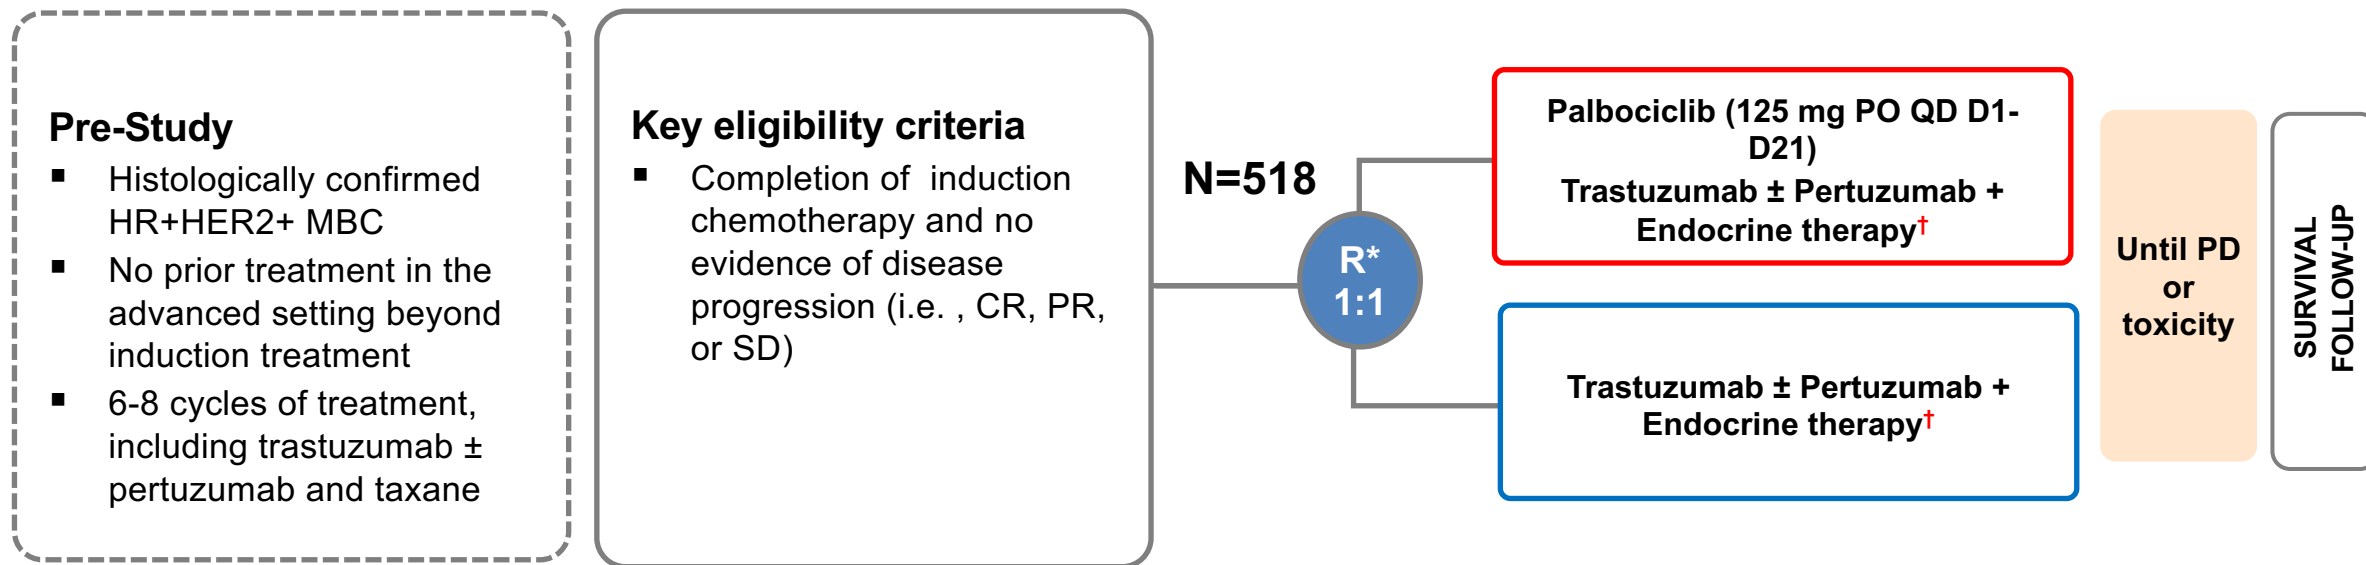 Pre-Study
▪ Histologically confirmed
HR+HER2+ MBC
▪ No prior treatment in the
advanced setting beyond
induction treatment
▪ 6-8 cycles of treatment,
including trastuzumab ±
pertuzumab and taxane
Key eligibility criteria
▪ Completion of induction
chemotherapy and no
evidence of disease
progression (i.e. , CR, PR,
or SD)
N=518
R*
1:1
Palbociclib (125 mg PO QD D1-
D21)
Trastuzumab ± Pertuzumab +
Endocrine therapy†
Trastuzumab ± Pertuzumab +
Endocrine therapy†
Until PD
or
toxicity
SURVIVAL
FOLLOW-UP